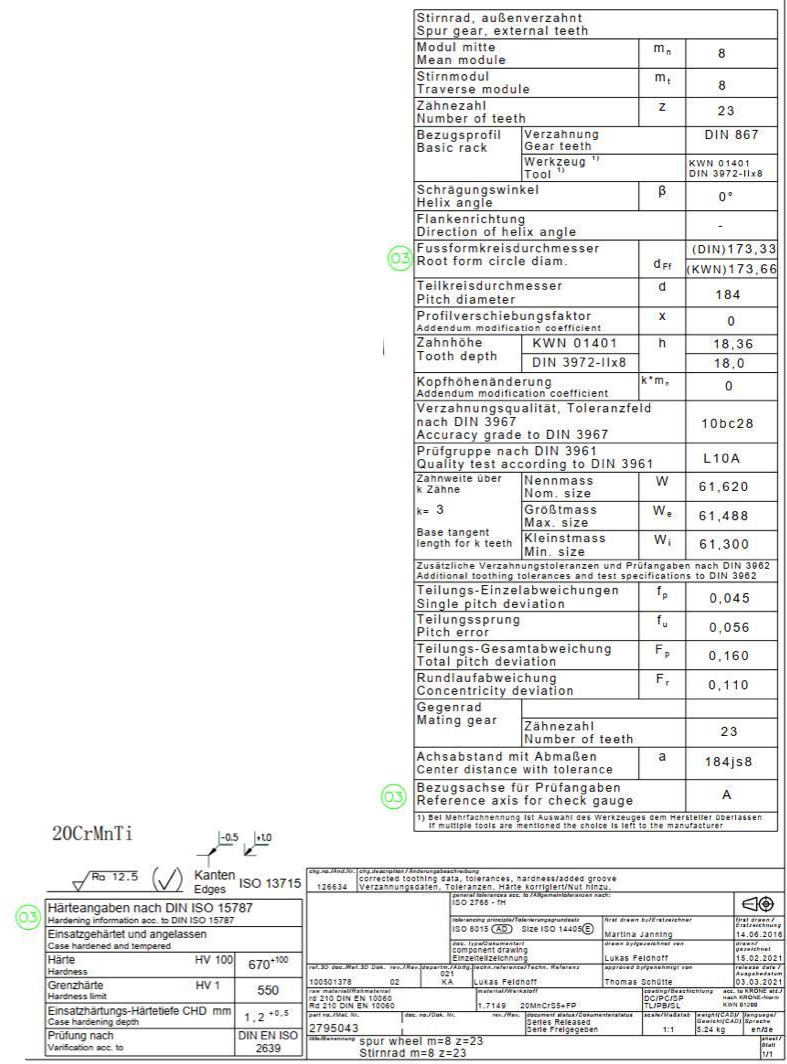 Stirnrad, außenverzahnt
Spur gear, external teeth
Modul mitte
Mean module
mn
8
Stirnmodul
Traverse module
mt
8
Zähnezahl
Number of teeth
z
23
Bezugsprofil
Basic rack
Verzahnung
Gear teeth
DIN 867
Werkzeug 1)
Tool 1)
KWN 01401
DIN 3972-IIx8
Schrägungswinkel
Helix angle
β
0°
Flankenrichtung
Direction of helix angle
-
03
Fussformkreisdurchmesser
Root form circle diam.
dFf
(DIN)173,33
(KWN)173,66
Teilkreisdurchmesser
Pitch diameter
d
184
Profilverschiebungsfaktor
Addendum modification coefficient
x
0
Zahnhöhe
Tooth depth
KWN 01401
h
18,36
DIN 3972-IIx8
18,0
Kopfhöhenänderung
Addendum modification coefficient
k*mn
0
Verzahnungsqualität, Toleranzfeld
nach DIN 3967
Accuracy grade to DIN 3967
10bc28
Prüfgruppe nach DIN 3961
Quality test according to DIN 3961
L10A
Zahnweite über
k Zähne
k= 3
Base tangent
length for k teeth
Nennmass
Nom. size
W
61,620
Größtmass
Max. size
We
61,488
Kleinstmass
Min. size
Wi
61,300
Zusätzliche Verzahnungstoleranzen und Prüfangaben nach DIN 3962
Additional toothing tolerances and test specifications to DIN 3962
Teilungs-Einzelabweichungen
Single pitch deviation
fp
0,045
Teilungssprung
Pitch error
fu
0,056
Teilungs-Gesamtabweichung
Total pitch deviation
Fp
0,160
Rundlaufabweichung
Concentricity deviation
Fr
0,110
Gegenrad
Mating gear
Zähnezahl
Number of teeth
23
Achsabstand mit Abmaßen
Center distance with tolerance
a
184js8
03
Bezugsachse für Prüfangaben
Reference axis for check gauge
A
1) Bei Mehrfachnennung ist Auswahl des Werkzeuges dem Hersteller überlassen
If multiple tools are mentioned the choice is left to the manufacturer
20CrMnTi
-0.5
+1.0
Ra 12.5
Kanten
Edges
ISO 13715
03
Härteangaben nach DIN ISO 15787
Hardening information acc. to DIN ISO 15787
Einsatzgehärtet und angelassen
Case hardened and tempered
Härte
Hardness
HV 100
670+100
Grenzhärte
Hardness limit
HV 1
550
Einsatzhärtungs-Härtetiefe CHD mm
Case hardening depth
1,2 +0,5
Prüfung nach
Varification acc. to
DIN EN ISO
2639
chg.no./Änd.Nr.
chg.description / Änderungsbeschreibung
126634
corrected toothing data, tolerances, hardness/added groove
Verzahnungsdaten, Toleranzen, Härte korrigiert/Nut hinzu.
general tolerances acc. to /Allgemeintoleranzen nach:
ISO 2768 - fH
tolerancing principle/Tolerierungsgrundsatz
ISO 8015 AD Size ISO 14405 E
first drawn by/Erstzeichner
Martina Janning
first drawn /
Erstzeichnung
14.06.2016
doc. type/Dokumentart
component drawing
Einzelteilzeichnung
drawn by/gezeichnet von
Lukas Feldhoff
drawn/
gezeichnet
15.02.2021
ref.3D doc./Ref.3D Dok.
rev./Rev.
departm./Abtlg.
techn.reference/Techn. Referenz
approved by/genehmigt von
release date /
Ausgabedatum
100501378
02
021
KA
Lukas Feldhoff
Thomas Schütte
03.03.2021
raw material/Rohmaterial
rd 210 DIN EN 10060
Rd 210 DIN EN 10060
material/Werkstoff
1.7149 20MnCrS5+FP
coating/Beschichtung
DC/PC/SP
TL/PB/SL
acc. to KRONE std./
nach KRONE-Norm
KWN 01200
part no./Mat. Nr.
2795043
doc. no./Dok. Nr.
rev./Rev.
document status/Dokumentenstatus
Series Released
Serie Freigegeben
scale/Maßstab
1:1
weight(CAD)/
Gewicht(CAD)
5.24 kg
language/
Sprache
en/de
title/Benennung
spur wheel m=8 z=23
Stirnrad m=8 z=23
sheet /
Blatt
1/1